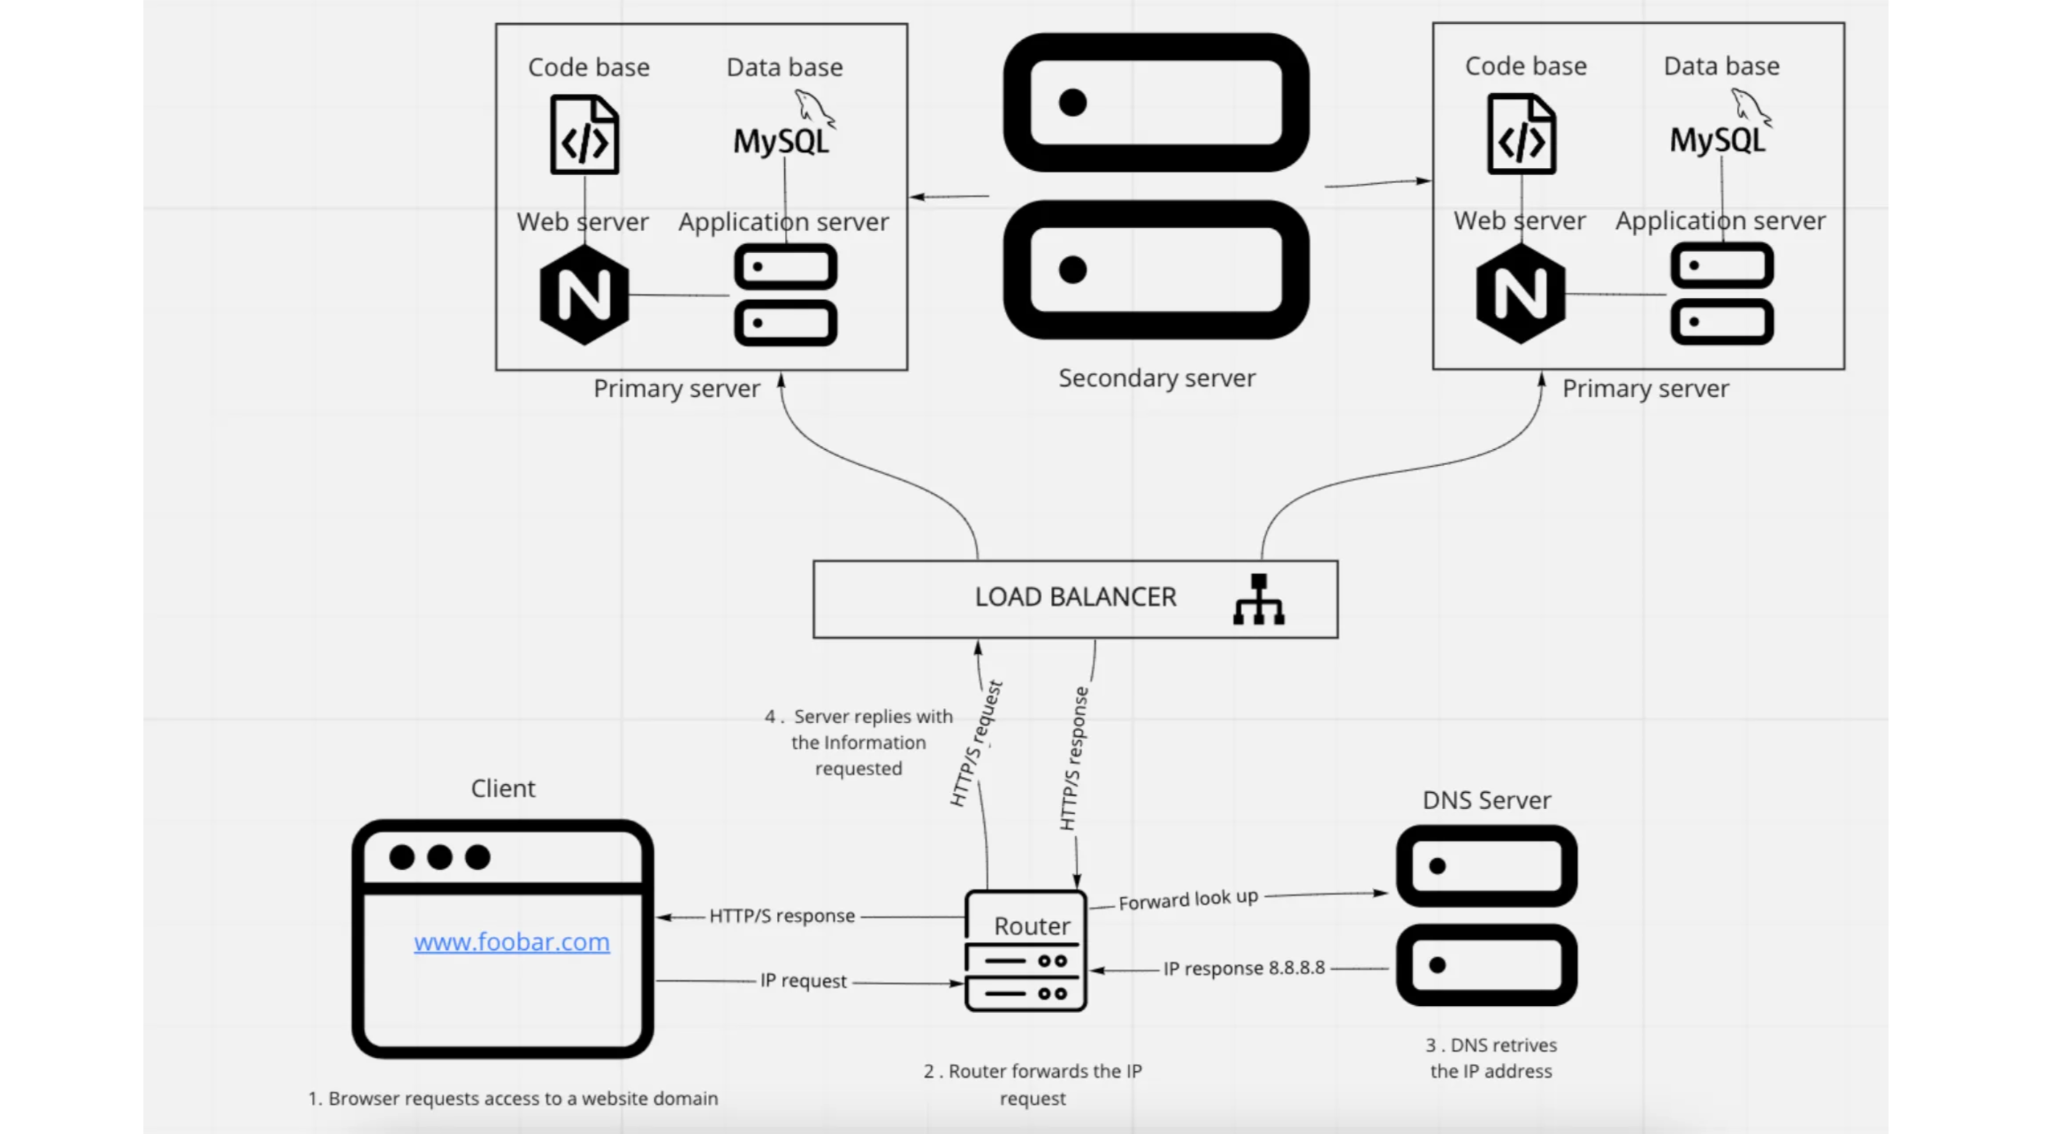 Code base
Data base
MySQL
Web server
Application server
Primary server
Secondary server
Code base
Data base
MySQL
Web server
Application server
Primary server
LOAD BALANCER
4 . Server replies with
the Information
requested
HTTP/S request
HTTP/S response
Client
www.foobar.com
HTTP/S response
IP request
1. Browser requests access to a website domain
Router
2 . Router forwards the IP
request
Forward look up
IP response 8.8.8.8
DNS Server
3 . DNS retrives
the IP address